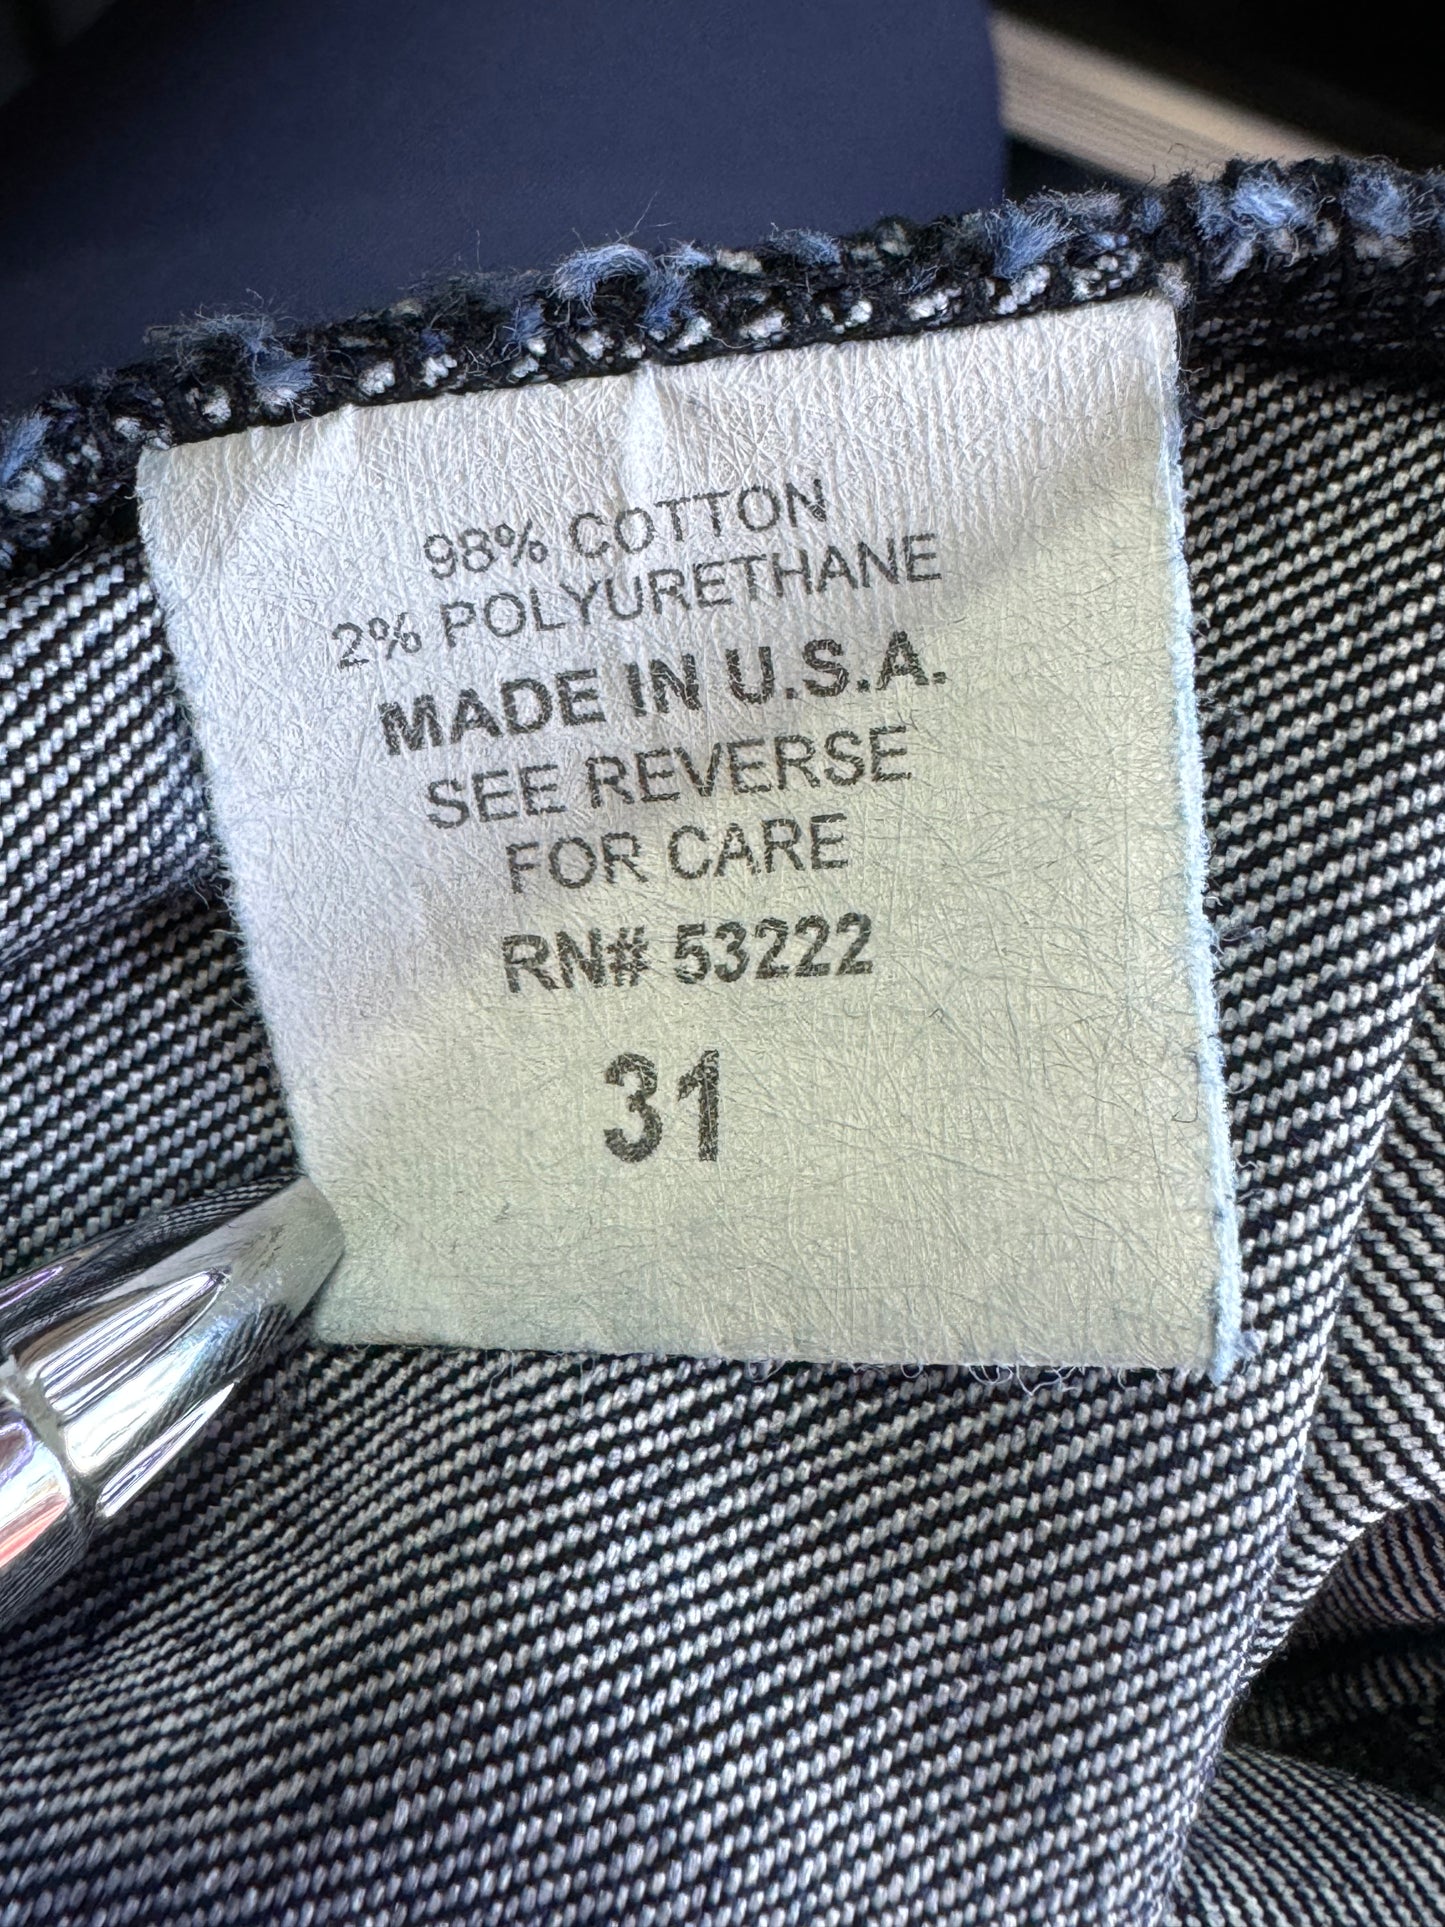 98% COTTON
2% POLYURETHANE
MADE IN U.S.A.
SEE REVERSE
FOR CARE
RN# 53222
31